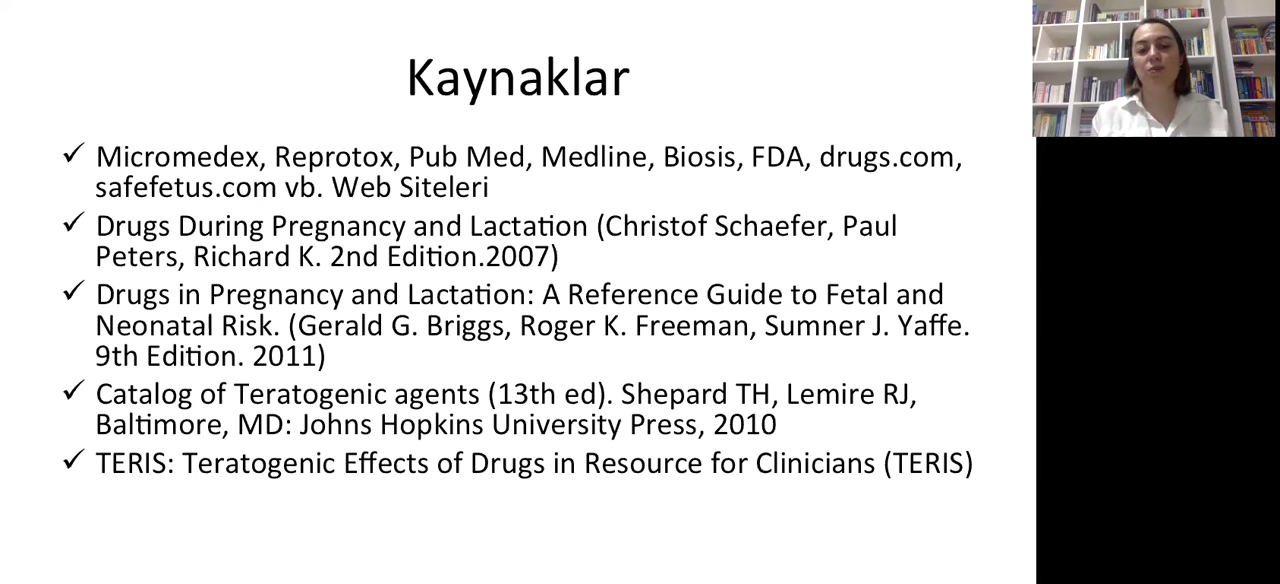 Kaynaklar
✓ Micromedex, Reprotox, Pub Med, Medline, Biosis, FDA, drugs.com,
safefetus.com vb. Web Siteleri
✓ Drugs During Pregnancy and Lactation (Christof Schaefer, Paul
Peters, Richard K. 2nd Edition.2007)
✓ Drugs in Pregnancy and Lactation: A Reference Guide to Fetal and
Neonatal Risk. (Gerald G. Briggs, Roger K. Freeman, Sumner J. Yaffe.
9th Edition. 2011)
✓ Catalog of Teratogenic agents (13th ed). Shepard TH, Lemire RJ,
Baltimore, MD: Johns Hopkins University Press, 2010
✓ TERIS: Teratogenic Effects of Drugs in Resource for Clinicians (TERIS)